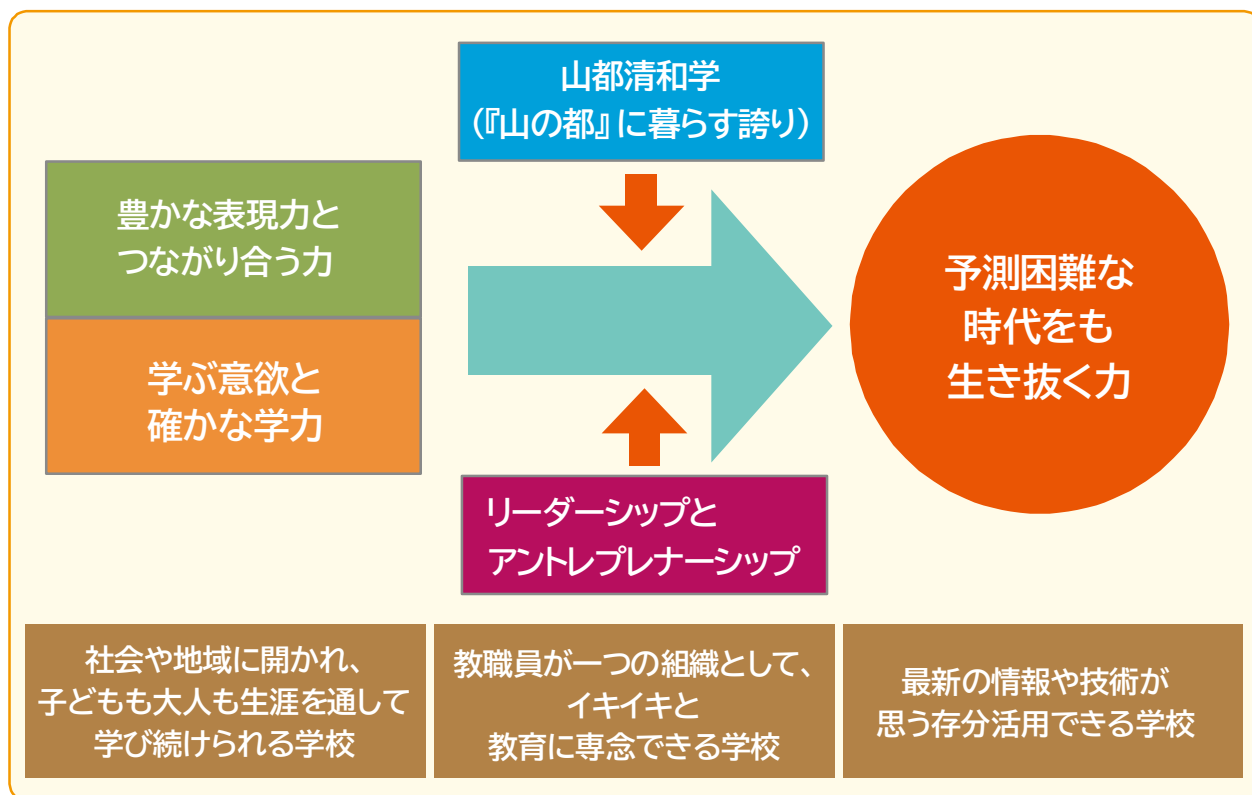 山都清和学
（『山の都』に暮らす誇り）
豊かな表現力と
つながり合う力
学ぶ意欲と
確かな学力
予測困難な
時代をも
生き抜く力
リーダーシップと
アントレプレナーシップ
社会や地域に開かれ、
子どもも大人も生涯を通して
学び続けられる学校
教職員が一つの組織として、
イキイキと
教育に専念できる学校
最新の情報や技術が
思う存分活用できる学校